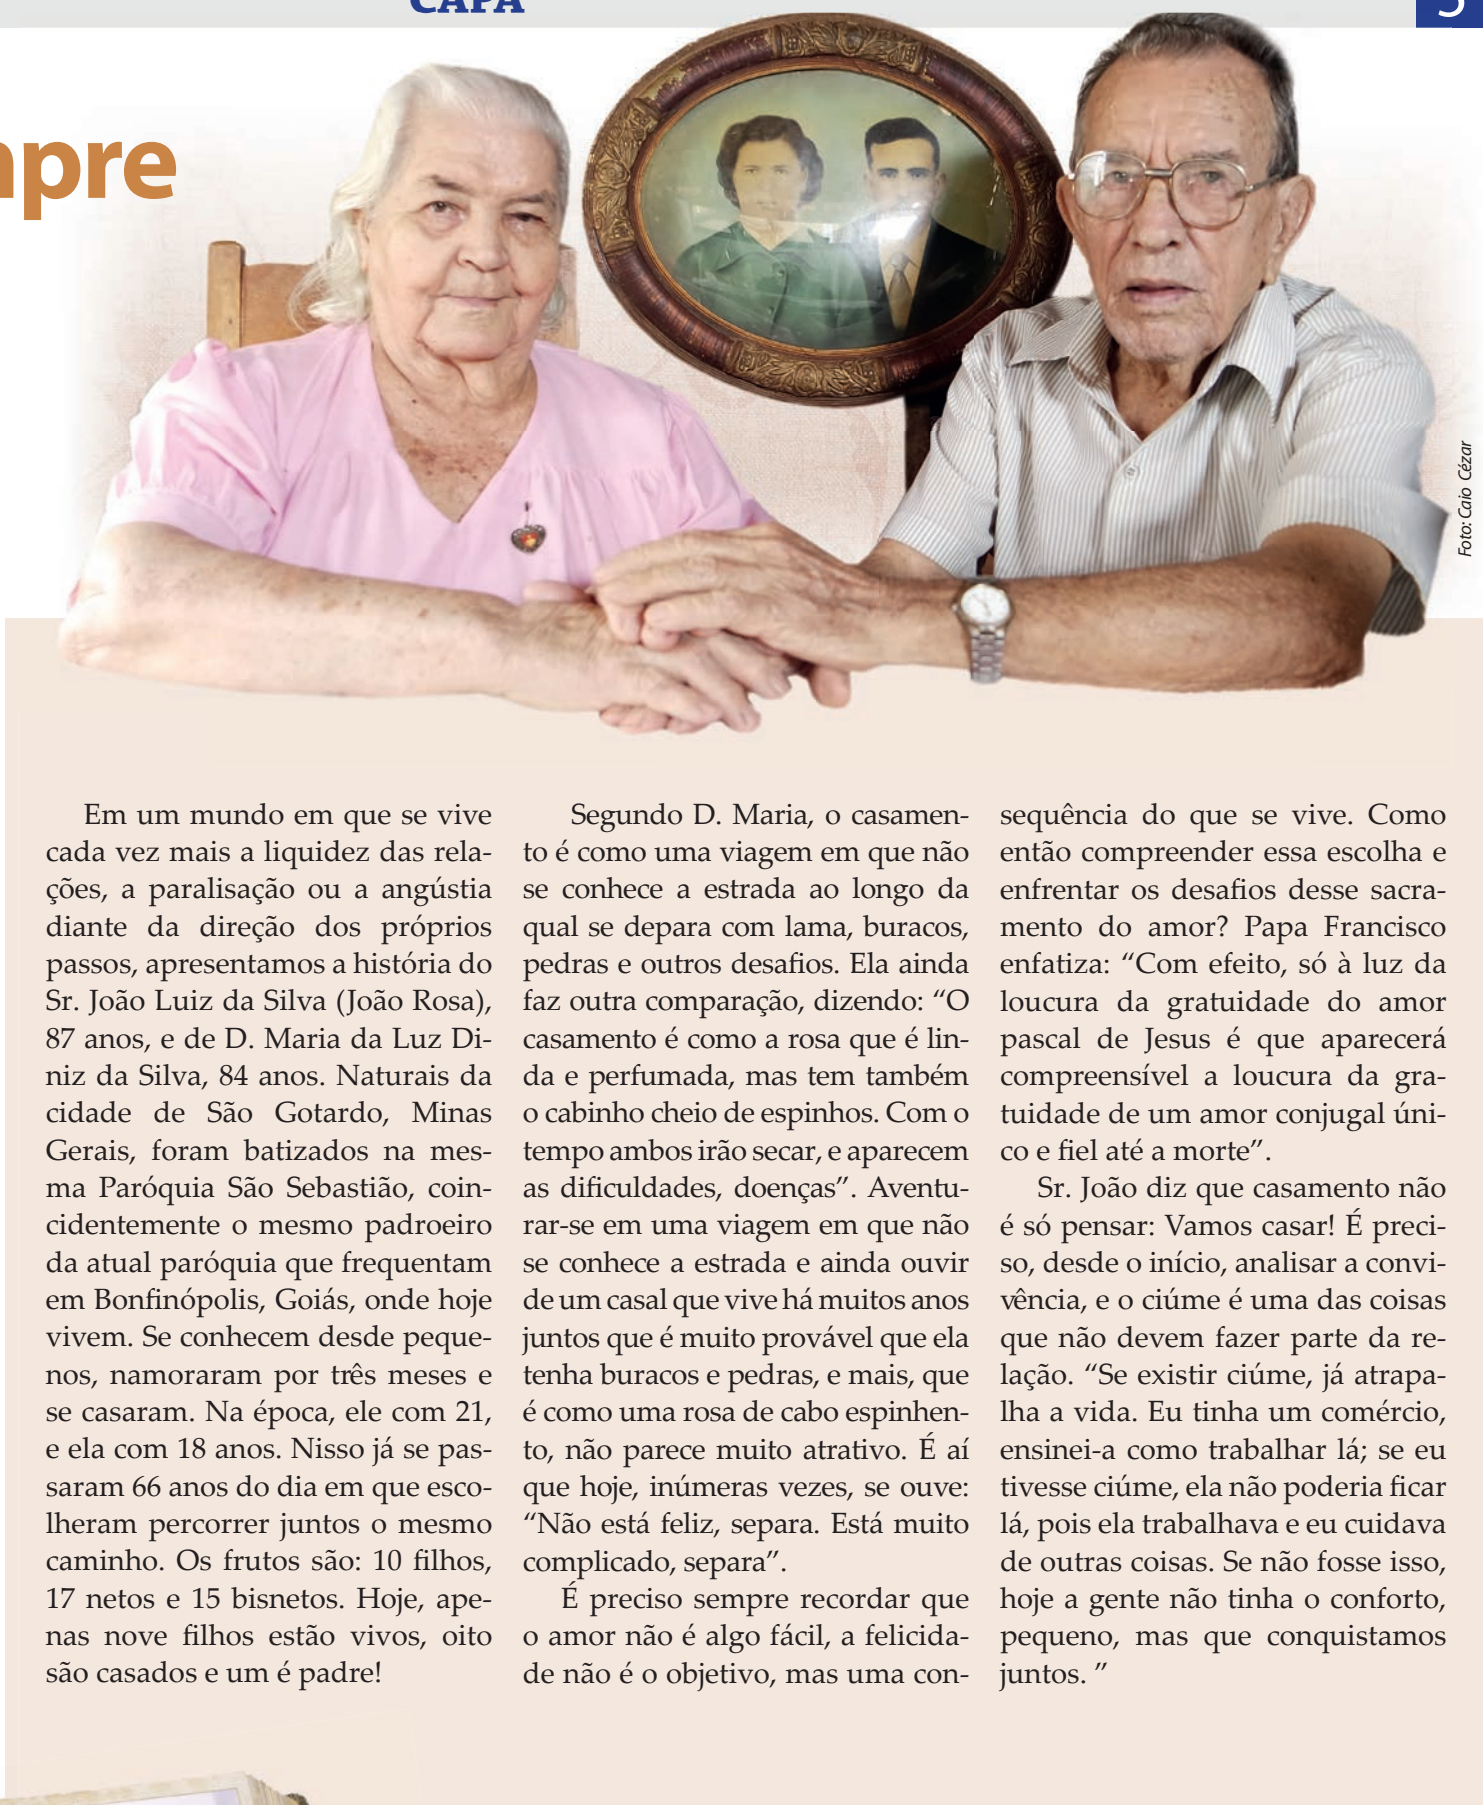 CAPA
5
Foto: Caio Cézar
Em um mundo em que se vive
cada vez mais a liquidez das rela-
ções, a paralisação ou a angústia
diante da direção dos próprios
passos, apresentamos a história do
Sr. João Luiz da Silva (João Rosa),
87 anos, e de D. Maria da Luz Di-
niz da Silva, 84 anos. Naturais da
cidade de São Gotardo, Minas
Gerais, foram batizados na mes-
ma Paróquia São Sebastião, coin-
cidentemente o mesmo padroeiro
da atual paróquia que frequentam
em Bonfinópolis, Goiás, onde hoje
vivem. Se conhecem desde peque-
nos, namoraram por três meses e
se casaram. Na época, ele com 21,
e ela com 18 anos. Nisso já se pas-
saram 66 anos do dia em que esco-
lheram percorrer juntos o mesmo
caminho. Os frutos são: 10 filhos,
17 netos e 15 bisnetos. Hoje, ape-
nas nove filhos estão vivos, oito
são casados e um é padre!
Segundo D. Maria, o casamen-
to é como uma viagem em que não
se conhece a estrada ao longo da
qual se depara com lama, buracos,
pedras e outros desafios. Ela ainda
faz outra comparação, dizendo: “O
casamento é como a rosa que é lin-
da e perfumada, mas tem também
o cabinho cheio de espinhos. Com o
tempo ambos irão secar, e aparecem
as dificuldades, doenças”. Aventu-
rar-se em uma viagem em que não
se conhece a estrada e ainda ouvir
de um casal que vive há muitos anos
juntos que é muito provável que ela
tenha buracos e pedras, e mais, que
é como uma rosa de cabo espinhen-
to, não parece muito atrativo. É aí
que hoje, inúmeras vezes, se ouve:
“Não está feliz, separa. Está muito
complicado, separa”.
É preciso sempre recordar que
o amor não é algo fácil, a felicida-
de não é o objetivo, mas uma con-
sequência do que se vive. Como
então compreender essa escolha e
enfrentar os desafios desse sacra-
mento do amor? Papa Francisco
enfatiza: “Com efeito, só à luz da
loucura da gratuidade do amor
pascal de Jesus é que aparecerá
compreensível a loucura da gra-
tuidade de um amor conjugal úni-
co e fiel até a morte”.
Sr. João diz que casamento não
é só pensar: Vamos casar! É preci-
so, desde o início, analisar a convi-
vência, e o ciúme é uma das coisas
que não devem fazer parte da re-
lação. “Se existir ciúme, já atrapa-
lha a vida. Eu tinha um comércio,
ensinei-a como trabalhar lá; se eu
tivesse ciúme, ela não poderia ficar
lá, pois ela trabalhava e eu cuidava
de outras coisas. Se não fosse isso,
hoje a gente não tinha o conforto,
pequeno, mas que conquistamos
juntos. ”